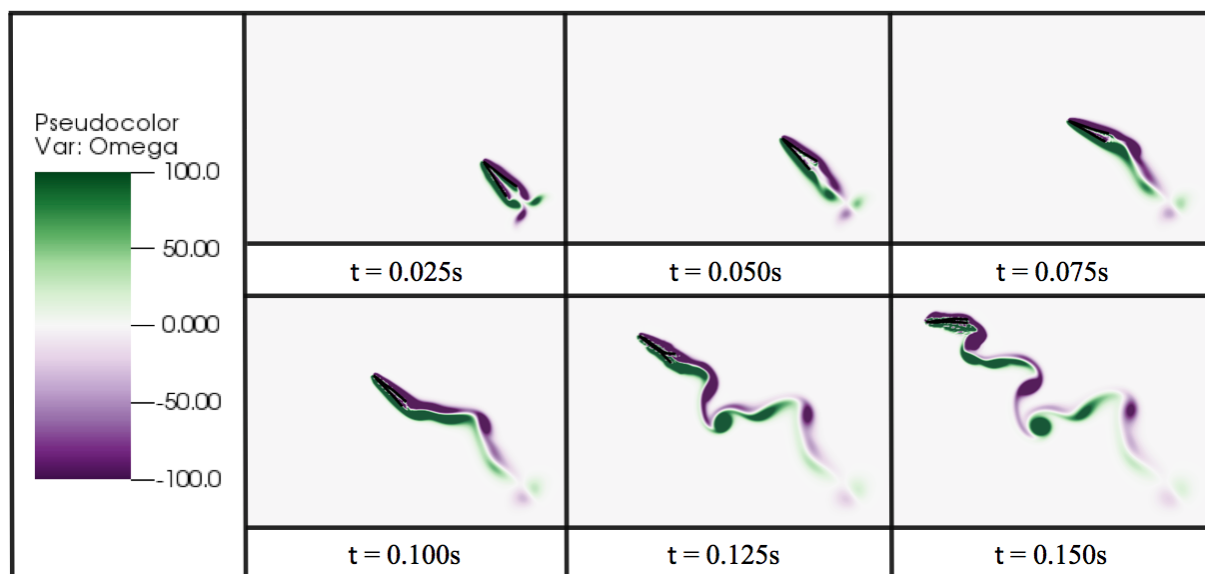 Pseudocolor
Var: Omega
100.0
50.00
0.000
-50.00
-100.0
t = 0.025s
t = 0.050s
t = 0.075s
t = 0.100s
t = 0.125s
t = 0.150s